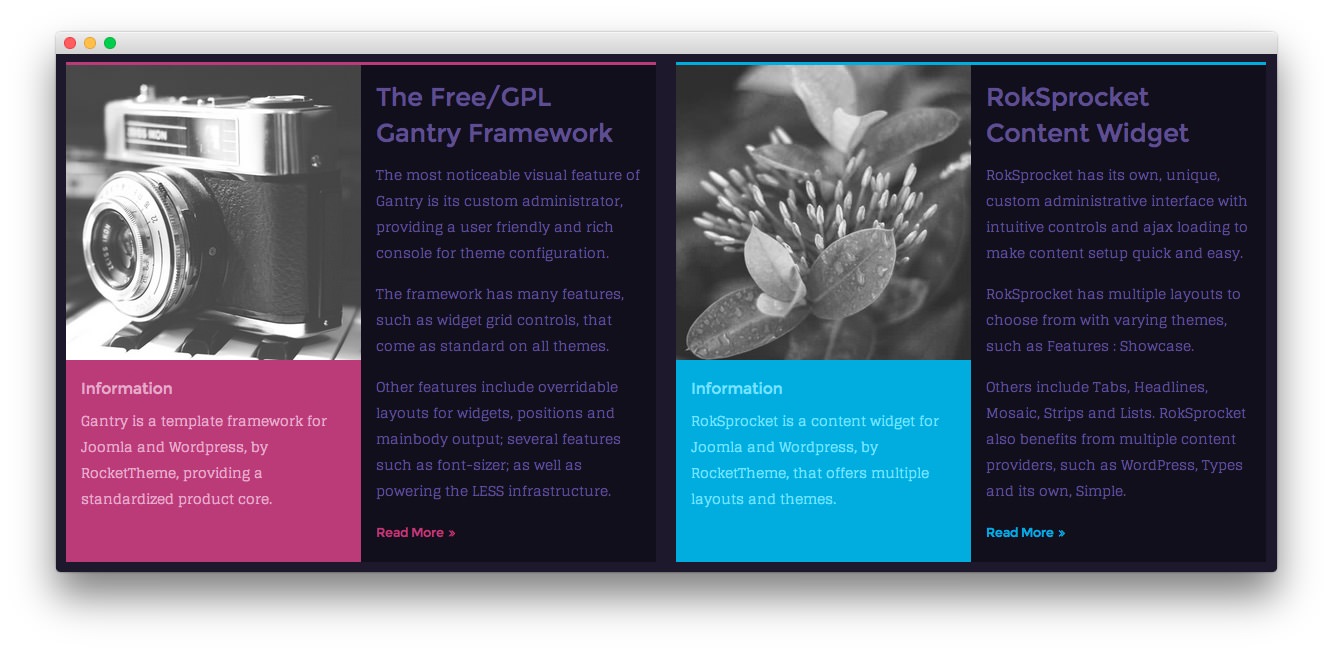 The Free/GPL
Gantry Framework
The most noticeable visual feature of
Gantry is its custom administrator,
providing a user friendly and rich
console for theme configuration.
The framework has many features,
such as widget grid controls, that
come as standard on all themes.
Other features include overridable
layouts for widgets, positions and
mainbody output; several features
such as font-sizer; as well as
powering the LESS infrastructure.
Read More »
ZEISS IKON
Information
Gantry is a template framework for
Joomla and Wordpress, by
RocketTheme, providing a
standardized product core.
RokSprocket
Content Widget
RokSprocket has its own, unique,
custom administrative interface with
intuitive controls and ajax loading to
make content setup quick and easy.
RokSprocket has multiple layouts to
choose from with varying themes,
such as Features : Showcase.
Others include Tabs, Headlines,
Mosaic, Strips and Lists. RokSprocket
also benefits from multiple content
providers, such as WordPress, Types
and its own, Simple.
Read More »
Information
RokSprocket is a content widget for
Joomla and Wordpress, by
RocketTheme, that offers multiple
layouts and themes.